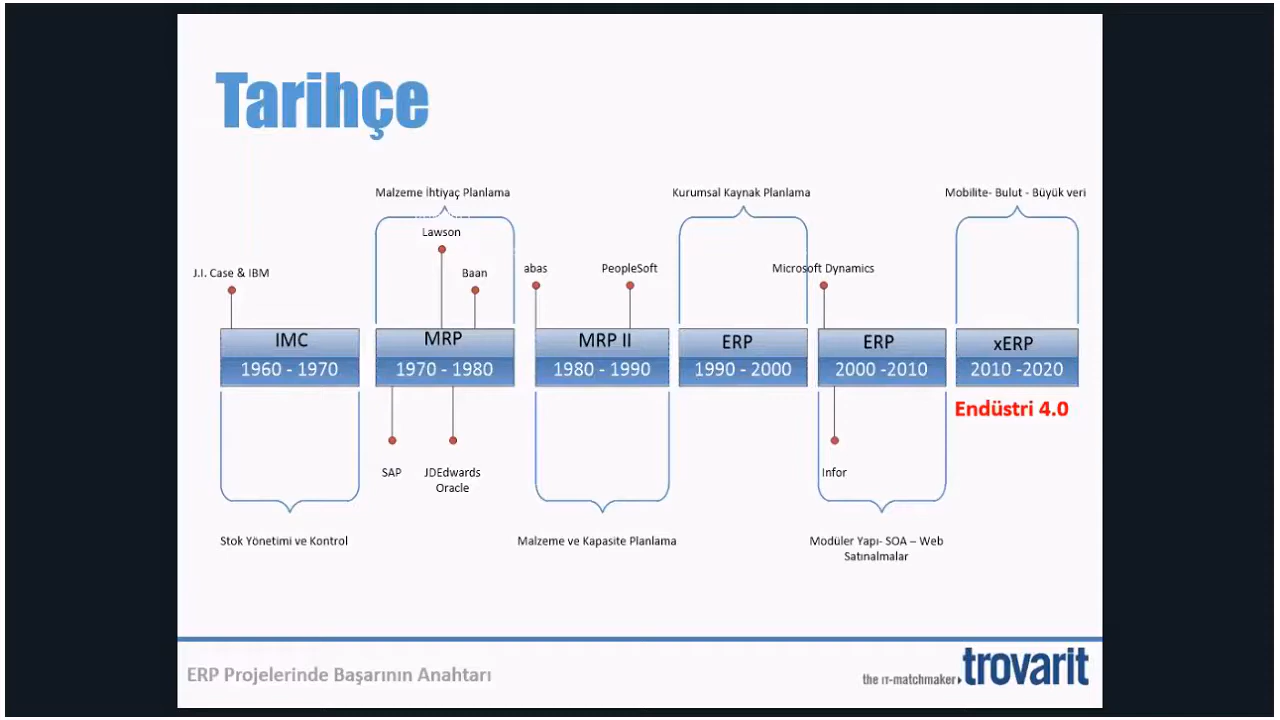 Tarihçe
Malzeme İhtiyaç Planlama
Kurumsal Kaynak Planlama
Mobilite- Bulut - Büyük veri
Lawson
J.I. Case & IBM
Baan
abas
PeopleSoft
Microsoft Dynamics
IMC
MRP
MRP II
ERP
ERP
xERP
1960 - 1970
1970 - 1980
1980 - 1990
1990 - 2000
2000 -2010
2010 -2020
Endüstri 4.0
SAP
JDEdwards
Oracle
Infor
Stok Yönetimi ve Kontrol
Malzeme ve Kapasite Planlama
Modüler Yapı- SOA – Web
Satınalmalar
ERP Projelerinde Başarının Anahtarı
the IT-matchmaker
trovarit